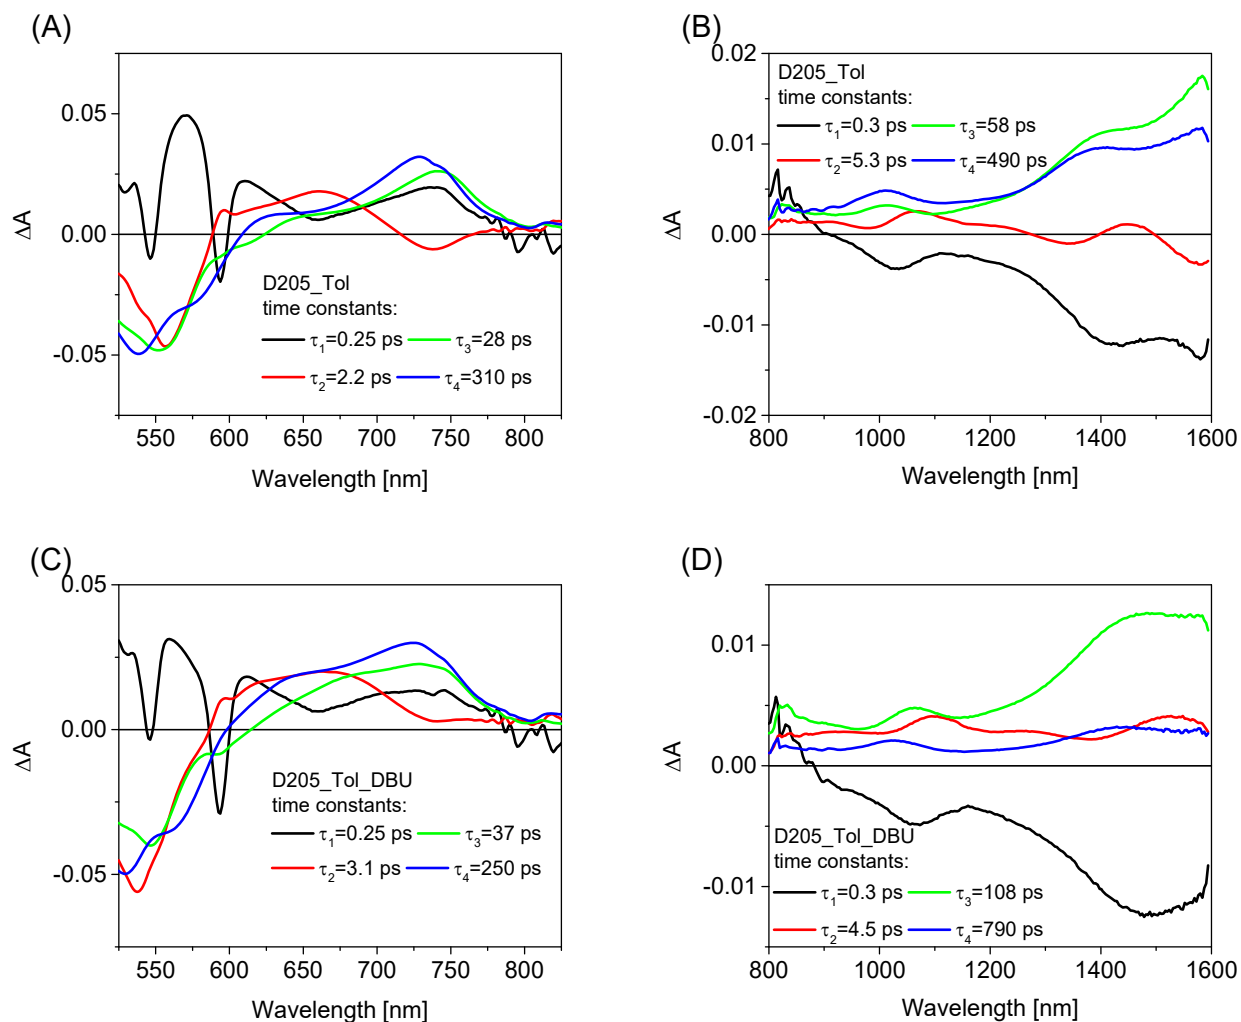 (A)
0.05
0.00
-0.05
ΔA
D205_Tol
time constants:
τ1=0.25 ps τ3=28 ps
τ2=2.2 ps τ4=310 ps
550 600 650 700 750 800
Wavelength [nm]
(B)
0.02
0.01
0.00
-0.01
-0.02
ΔA
D205_Tol
time constants:
τ1=0.3 ps τ3=58 ps
τ2=5.3 ps τ4=490 ps
800 1000 1200 1400 1600
Wavelength [nm]
(C)
0.05
0.00
-0.05
ΔA
D205_Tol_DBU
time constants:
τ1=0.25 ps τ3=37 ps
τ2=3.1 ps τ4=250 ps
550 600 650 700 750 800
Wavelength [nm]
(D)
0.01
0.00
-0.01
ΔA
D205_Tol_DBU
time constants:
τ1=0.3 ps τ3=108 ps
τ2=4.5 ps τ4=790 ps
800 1000 1200 1400 1600
Wavelength [nm]